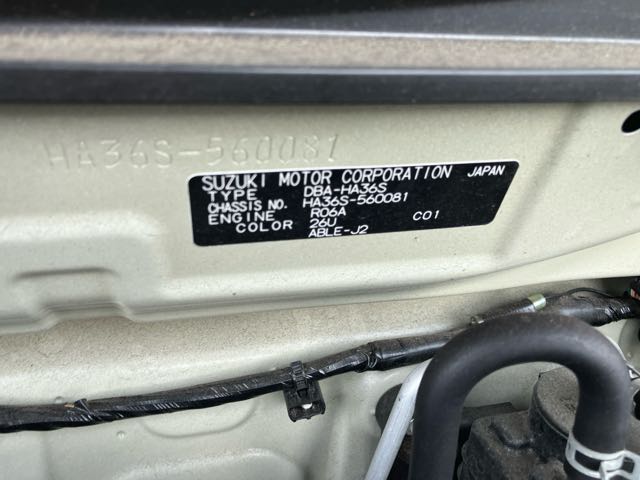 HA36S-560081
SUZUKI MOTOR CORPORATION JAPAN
TYPE DBA-HA36S
CHASSIS NO. HA36S-560081
ENGINE R06A C01
COLOR 26U
ABLE-J2